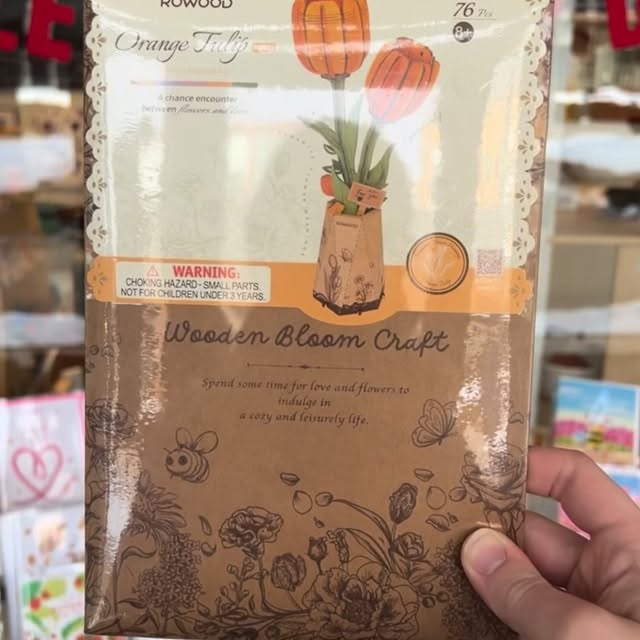 ROWOOD
76 Pcs
8+
Orange Tulip
A chance encounter
between flowers and
WARNING:
CHOKING HAZARD - SMALL PARTS.
NOT FOR CHILDREN UNDER 3 YEARS.
Wooden Bloom Craft
Spend some time for love and flowers to
indulge in
a cozy and leisurely life.